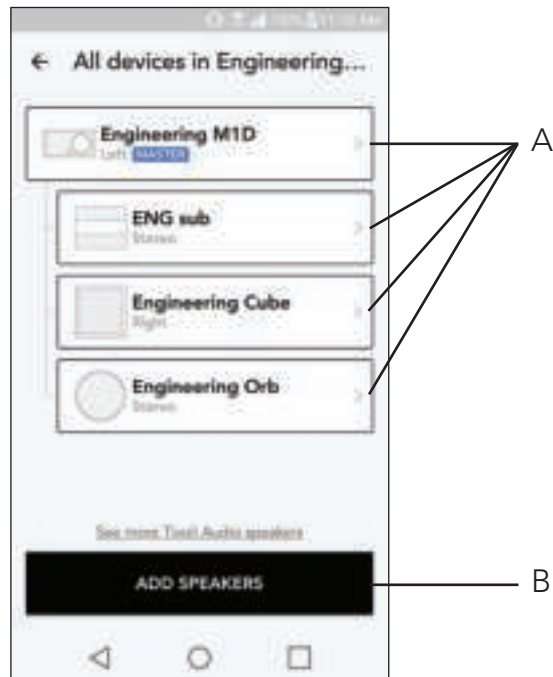 All devices in Engineering...
Engineering M1D
Left MASTER
ENG sub
Stereo
Engineering Cube
Right
Engineering Orb
Stereo
See more Tivoli Audio speakers
ADD SPEAKERS
A
B